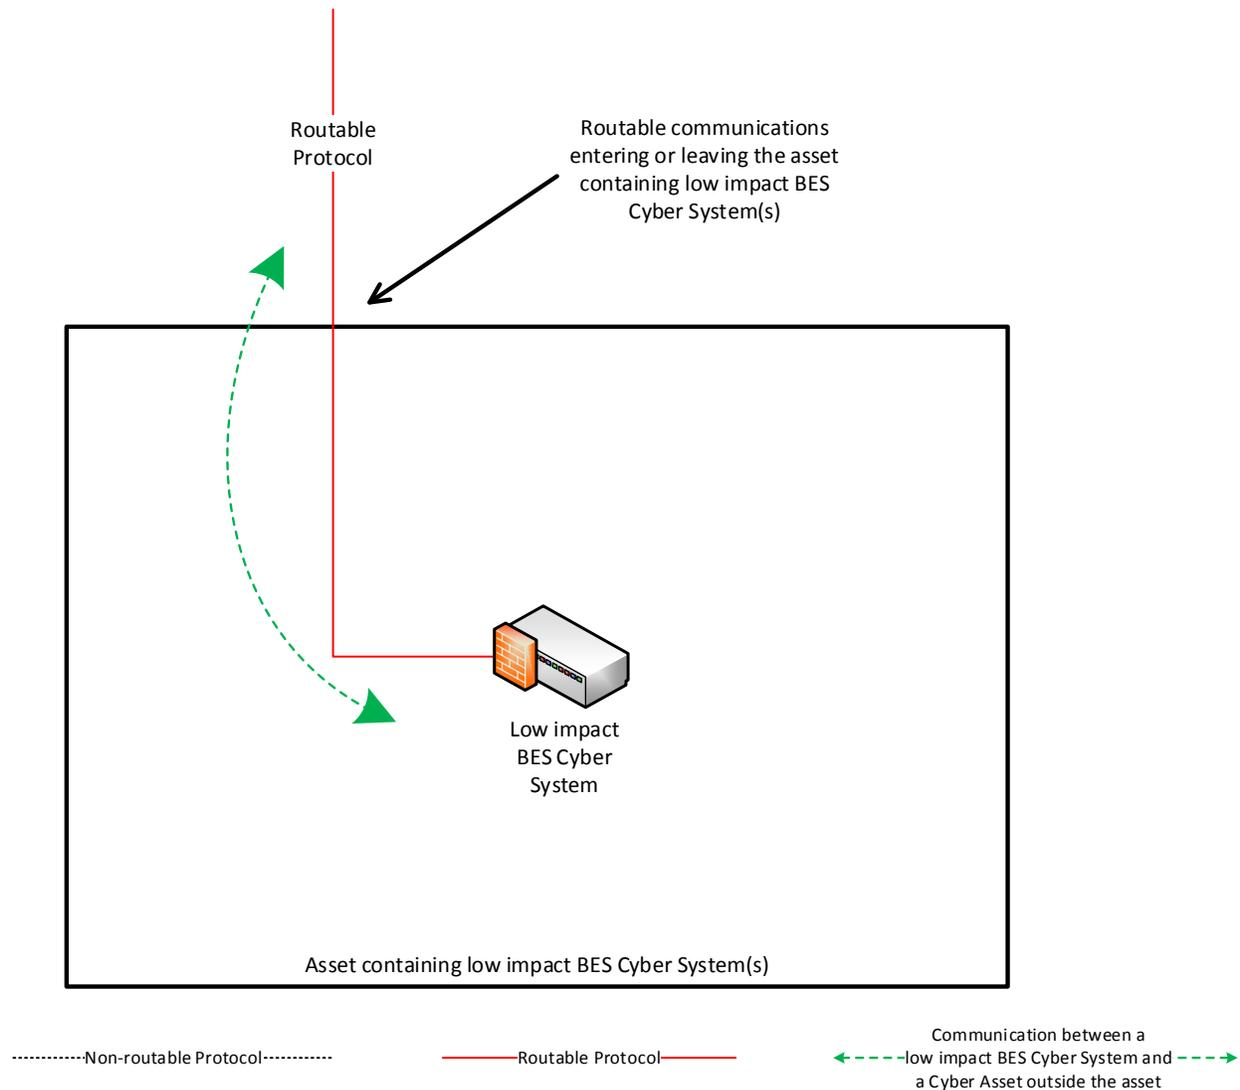 Routable
Protocol
Routable communications
entering or leaving the asset
containing low impact BES
Cyber System(s)
Low impact
BES Cyber
System
Asset containing low impact BES Cyber System(s)
Non-routable Protocol
Routable Protocol
Communication between a
low impact BES Cyber System and
a Cyber Asset outside the asset